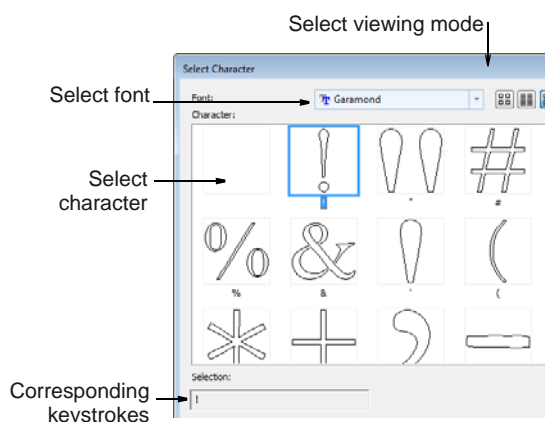 Select viewing mode
Select Character
Select font
Font:
Garamond
Character:
Select
character
! " #
% & ' (
Selection:
!
Corresponding
keystrokes